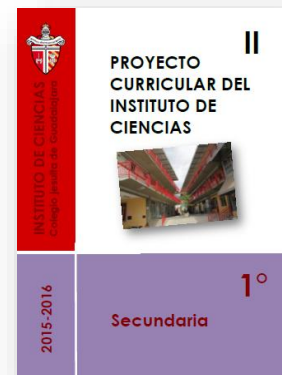 II
PROYECTO
CURRICULAR DEL
INSTITUTO DE
CIENCIAS
INSTITUTO DE CIENCIAS
Colegio jesuita de Guadalajara
1°
Secundaria
2015-2016